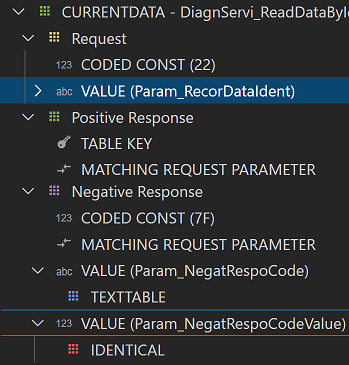 CURRENTDATA - DiagnServi_ReadDataByIe
Request
123 CODED CONST (22)
abc VALUE (Param_RecorDataIdent)
Positive Response
TABLE KEY
MATCHING REQUEST PARAMETER
Negative Response
123 CODED CONST (7F)
MATCHING REQUEST PARAMETER
abc VALUE (Param_NegatRespoCode)
TEXTTABLE
123 VALUE (Param_NegatRespoCodeValue)
IDENTICAL